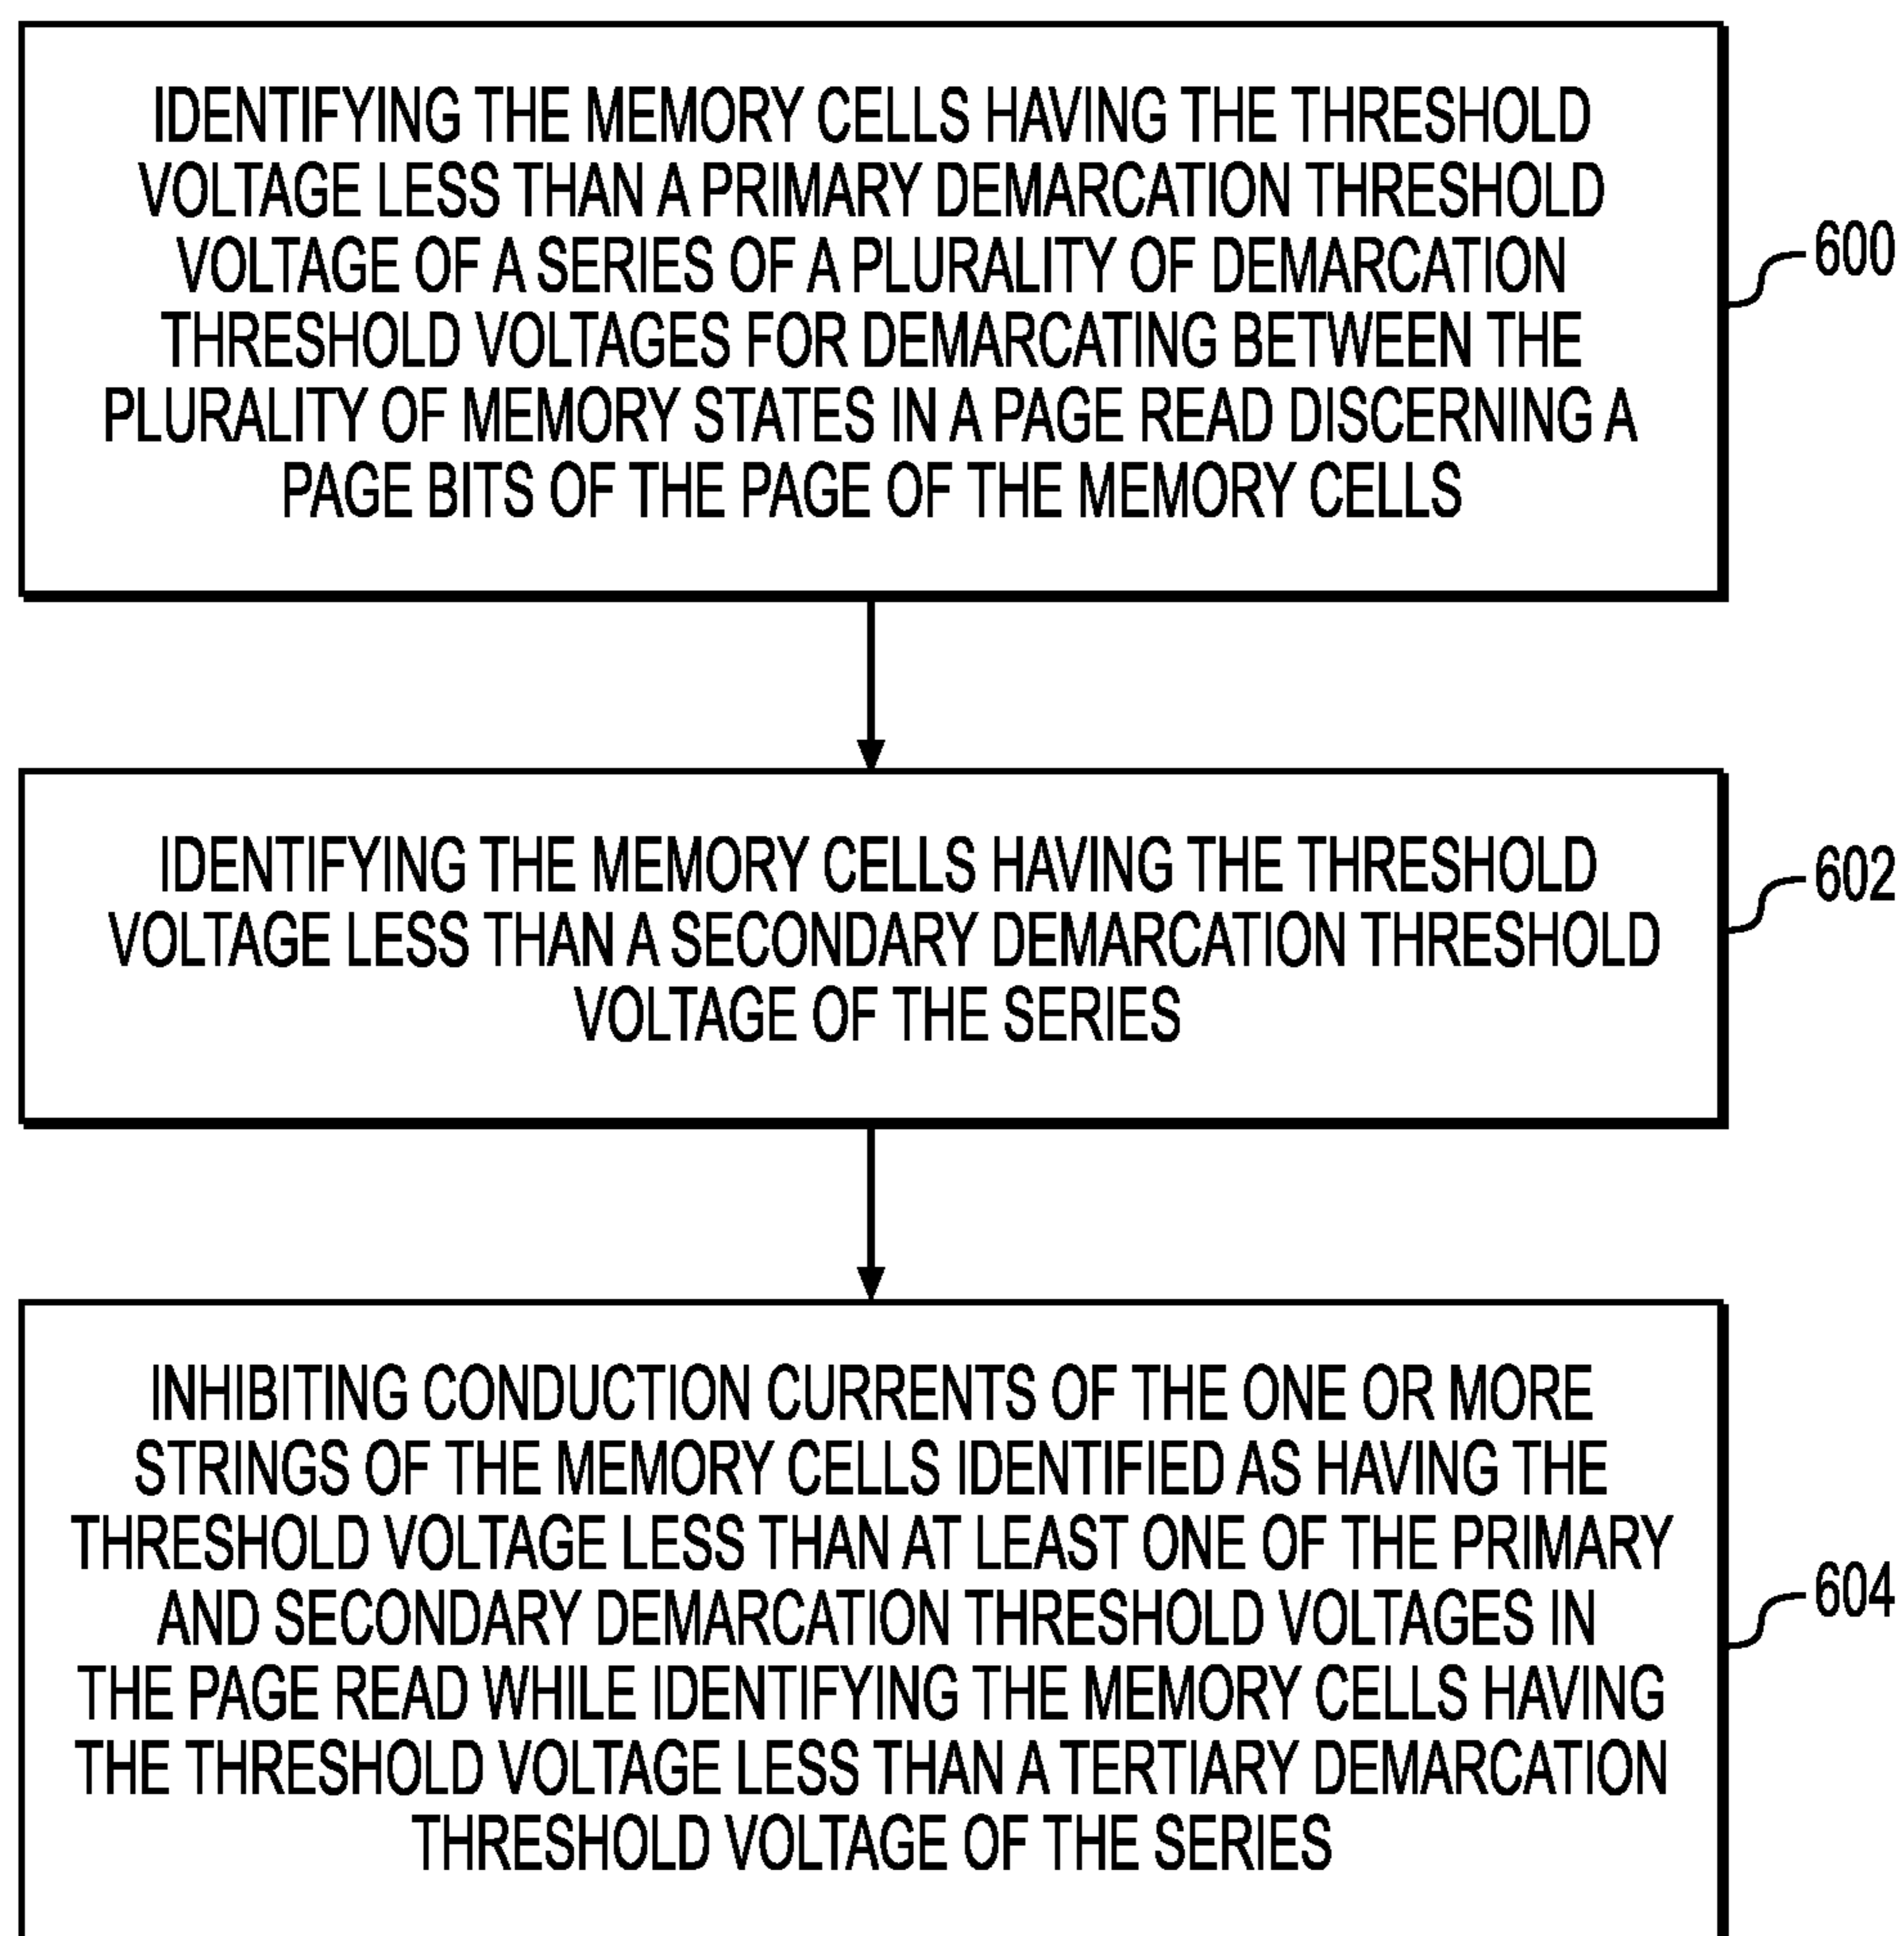 IDENTIFYING THE MEMORY CELLS HAVING THE THRESHOLD
VOLTAGE LESS THAN A PRIMARY DEMARCATION THRESHOLD
VOLTAGE OF A SERIES OF A PLURALITY OF DEMARCATION
THRESHOLD VOLTAGES FOR DEMARCATING BETWEEN THE
PLURALITY OF MEMORY STATES IN A PAGE READ DISCERNING A
PAGE BITS OF THE PAGE OF THE MEMORY CELLS
600
IDENTIFYING THE MEMORY CELLS HAVING THE THRESHOLD
VOLTAGE LESS THAN A SECONDARY DEMARCATION THRESHOLD
VOLTAGE OF THE SERIES
602
INHIBITING CONDUCTION CURRENTS OF THE ONE OR MORE
STRINGS OF THE MEMORY CELLS IDENTIFIED AS HAVING THE
THRESHOLD VOLTAGE LESS THAN AT LEAST ONE OF THE PRIMARY
AND SECONDARY DEMARCATION THRESHOLD VOLTAGES IN
THE PAGE READ WHILE IDENTIFYING THE MEMORY CELLS HAVING
THE THRESHOLD VOLTAGE LESS THAN A TERTIARY DEMARCATION
THRESHOLD VOLTAGE OF THE SERIES
604